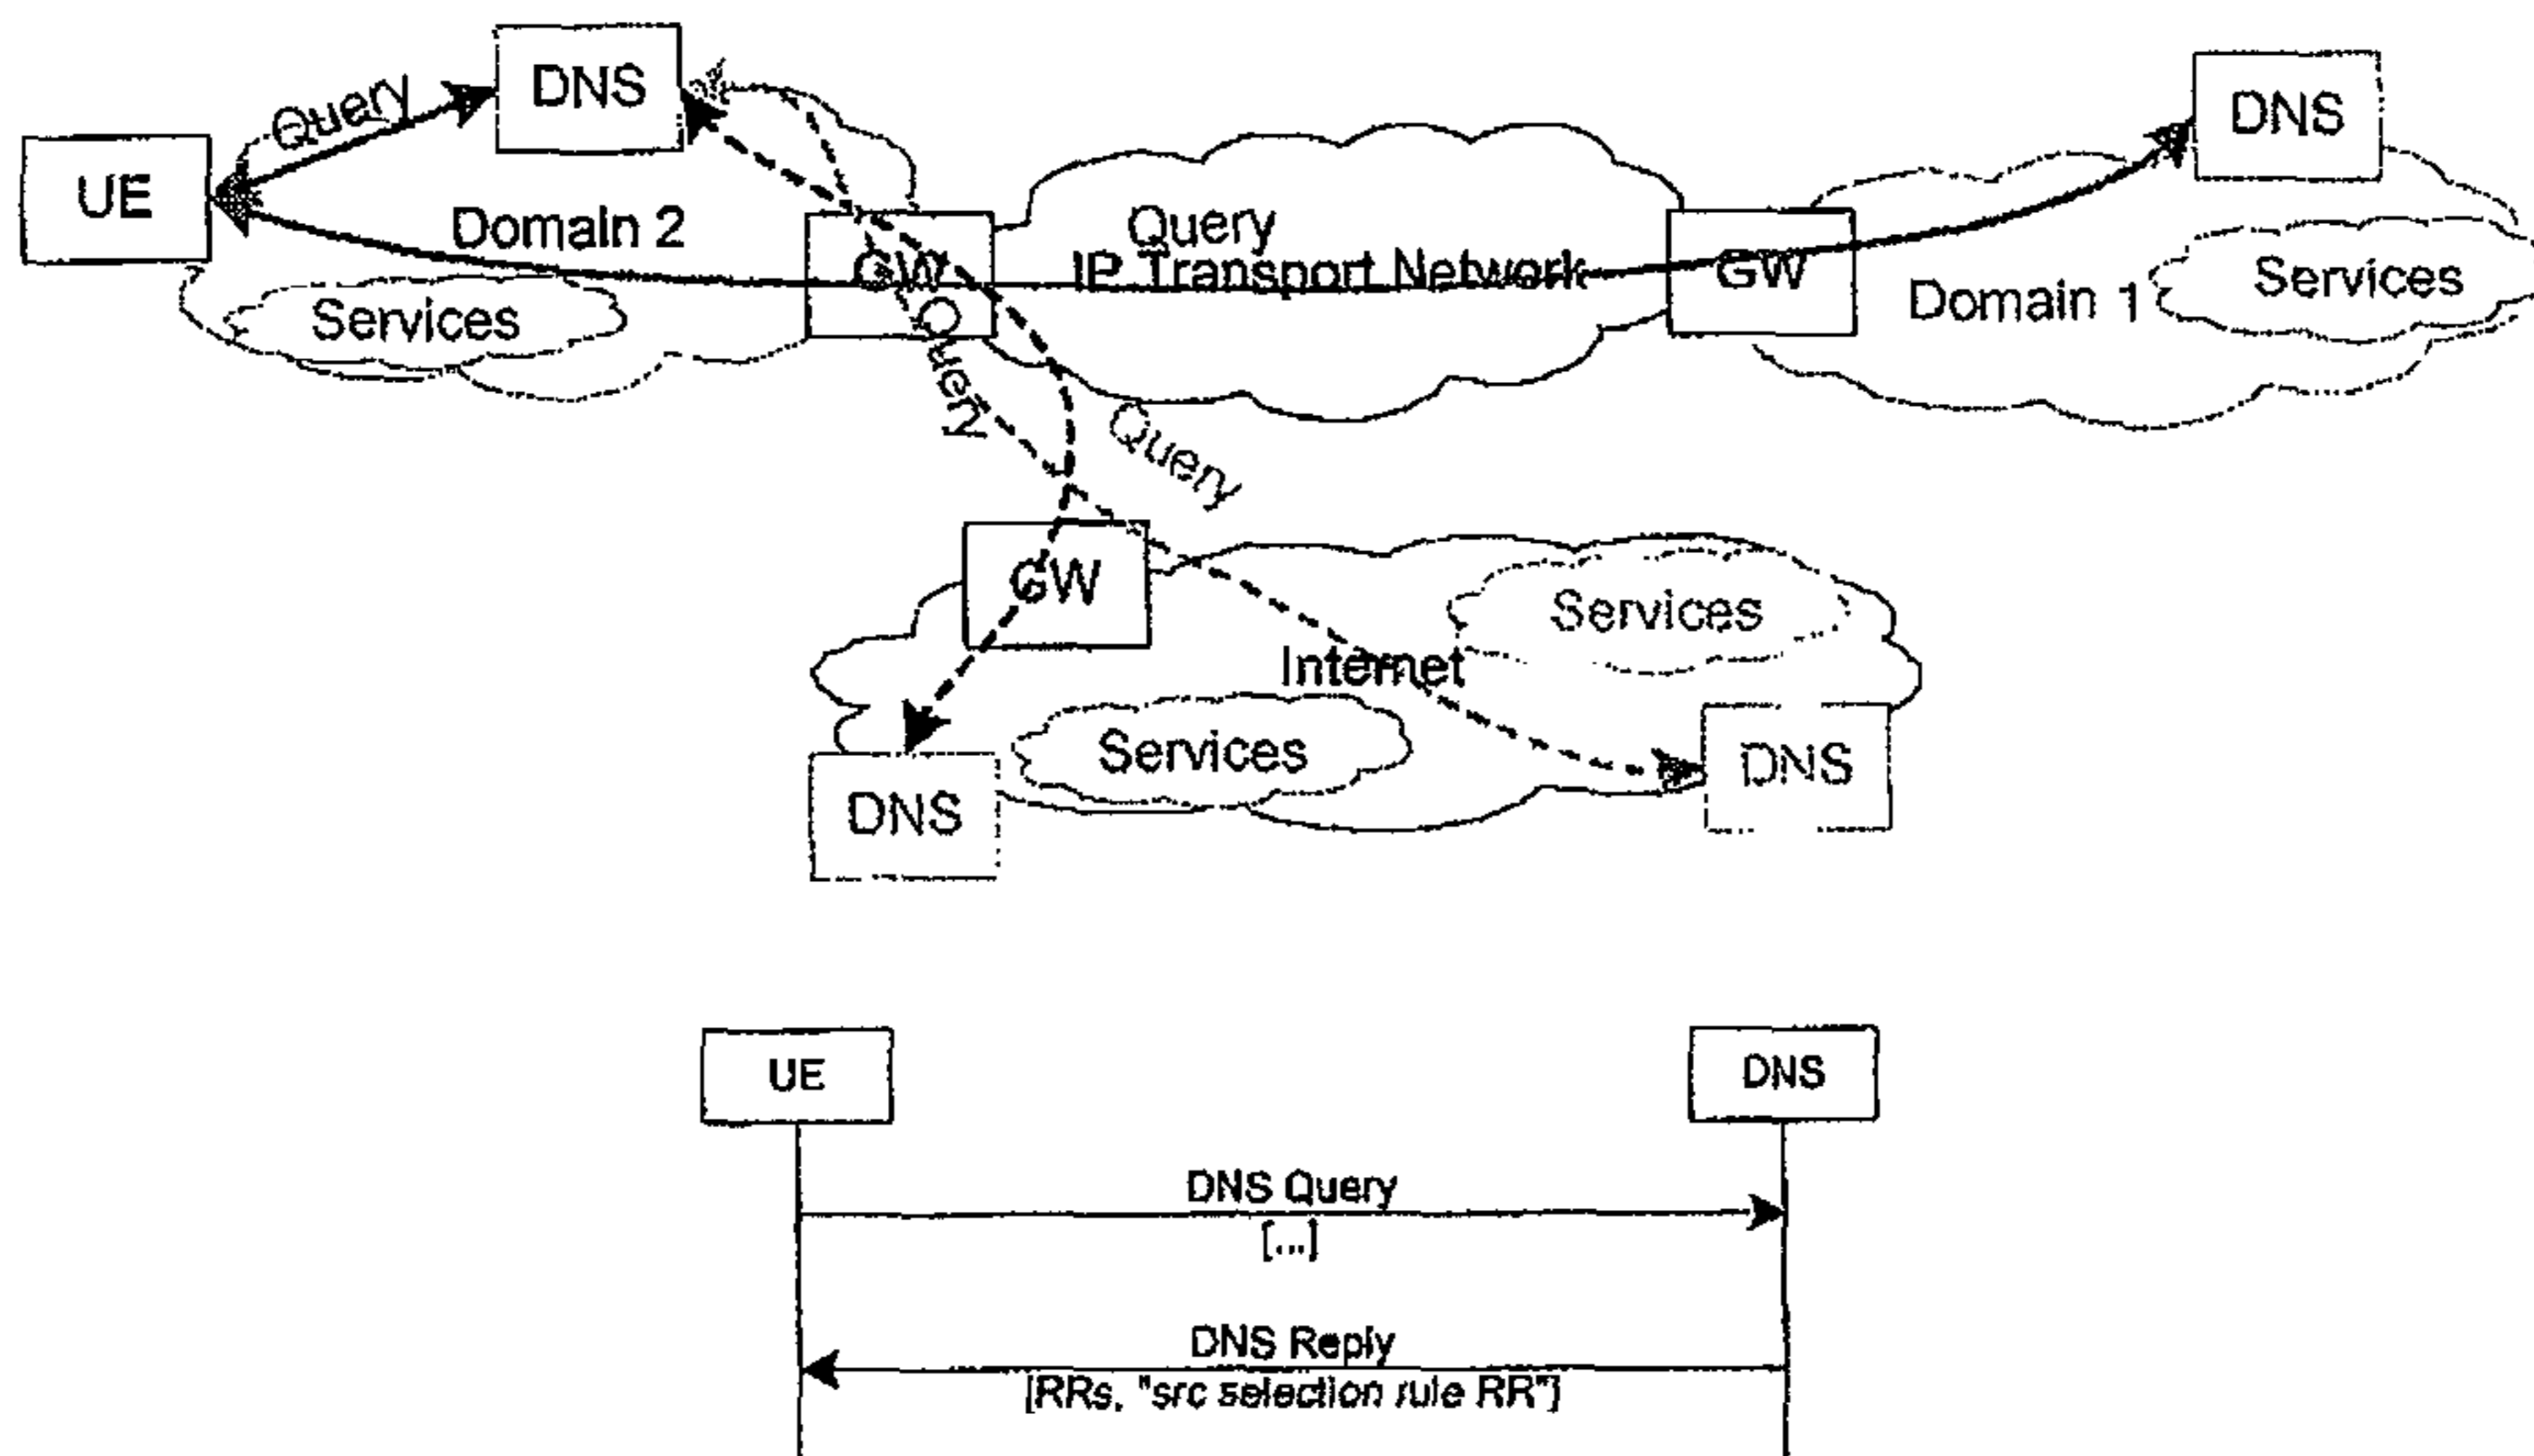 DNS
Query
UE
DNS
Domain 2
Query
GW
IP Transport Network
GW
Domain 1
Services
Services
Query
Query
GW
Services
Internet
Services
DNS
DNS
UE
DNS
DNS Query
[...]
DNS Reply
[RRs, "src selection rule RR"]